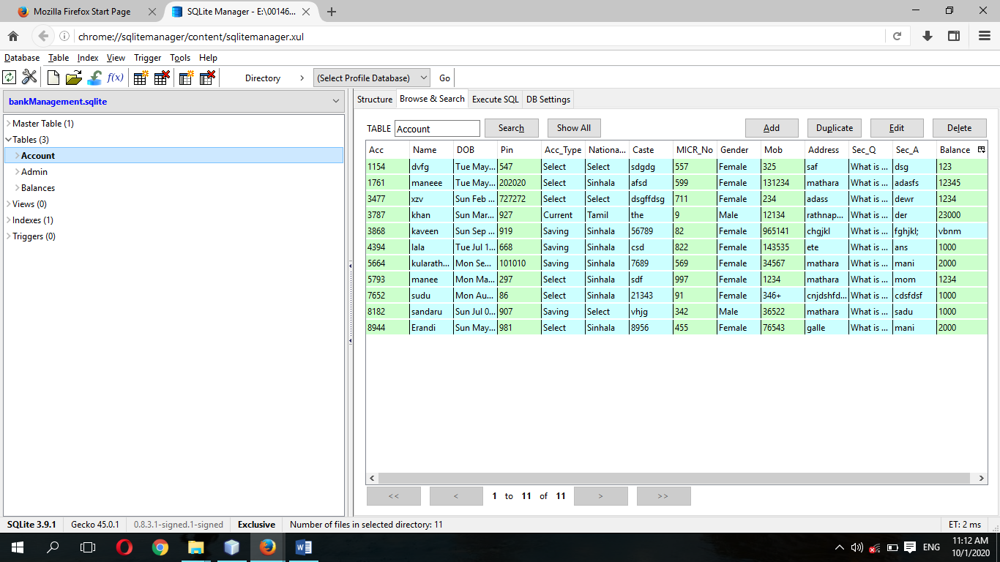 Mozilla Firefox Start Page
SQLite Manager - E:\00146...
chrome://sqlitemanager/content/sqlitemanager.xul
Database Table Index View Trigger Tools Help
f(x) Directory > (Select Profile Database) Go
bankManagement.sqlite
Master Table (1)
Tables (3)
Account
Admin
Balances
Views (0)
Indexes (1)
Triggers (0)
Structure Browse & Search Execute SQL DB Settings
TABLE Account Search Show All Add Duplicate Edit Delete
Acc Name DOB Pin Acc_Type Nationa... Caste MICR_No Gender Mob Address Sec_Q Sec_A Balance
1154 dvfg Tue May... 547 Select Select sdgdg 557 Female 325 saf What is ... dsg 123
1761 maneee Tue May... 202020 Select Sinhala afsd 599 Female 131234 mathara What is ... adasfs 12345
3477 xzv Sun Feb ... 727272 Select Select dsgffdsg 711 Female 234 adass What is ... dewr 1234
3787 khan Sun Mar... 927 Current Tamil the 9 Male 12134 rathnap... What is ... der 23000
3868 kaveen Sun Sep ... 919 Saving Sinhala 56789 82 Female 965141 chgjkl What is ... fghjkl; vbnm
4394 lala Tue Jul 1... 668 Saving Sinhala csd 822 Female 143535 ete What is ... ans 1000
5664 kularath... Mon Se... 101010 Saving Sinhala 7689 569 Female 34567 mathara What is ... mani 2000
5793 manee Mon Ma... 297 Select Sinhala sdf 997 Female 1234 mathara What is ... mom 1234
7652 sudu Mon Au... 86 Select Sinhala 21343 91 Female 346+ cnjdshfd... What is ... cdsfdsf 1000
8182 sandaru Sun Jul 0... 907 Saving Select vhjg 342 Male 36522 mathara What is ... sadu 1000
8944 Erandi Sun May... 981 Select Sinhala 8956 455 Female 76543 galle What is ... mani 2000
<< < 1 to 11 of 11 > >>
SQLite 3.9.1 Gecko 45.0.1 0.8.3.1-signed.1-signed Exclusive Number of files in selected directory: 11 ET: 2 ms
ENG
11:12 AM
10/1/2020